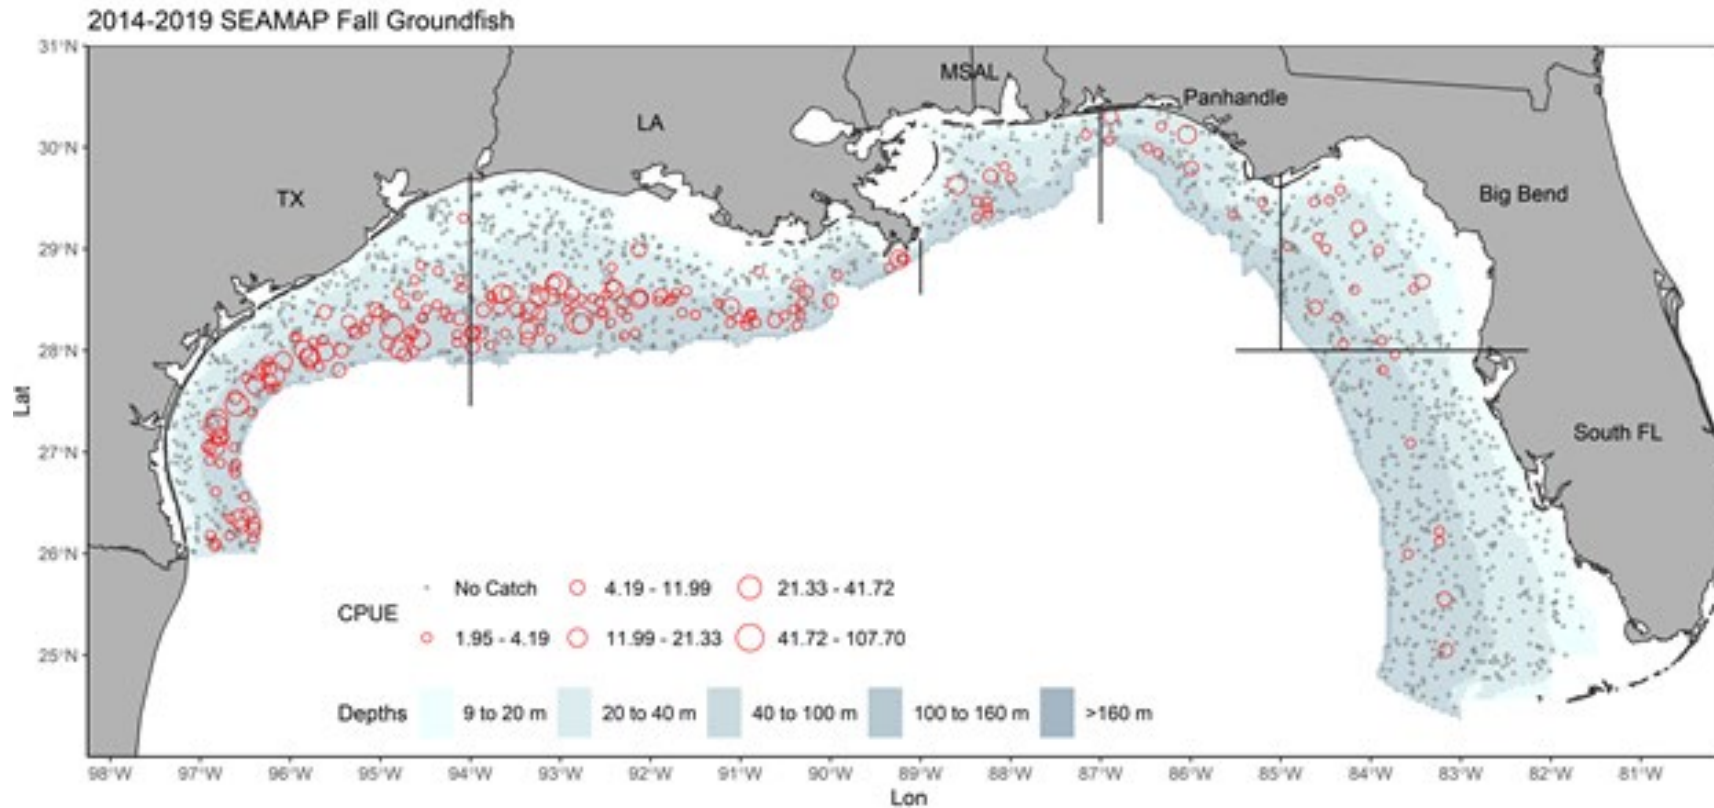 2014-2019 SEAMAP Fall Groundfish
31°N
30°N
29°N
28°N
27°N
26°N
25°N
Lat
TX
LA
MSAL
Panhandle
Big Bend
South FL
CPUE
No Catch
4.19 - 11.99
21.33 - 41.72
1.95 - 4.19
11.99 - 21.33
41.72 - 107.70
Depths
9 to 20 m
20 to 40 m
40 to 100 m
100 to 160 m
>160 m
98°W 97°W 96°W 95°W 94°W 93°W 92°W 91°W 90°W 89°W 88°W 87°W 86°W 85°W 84°W 83°W 82°W 81°W
Lon